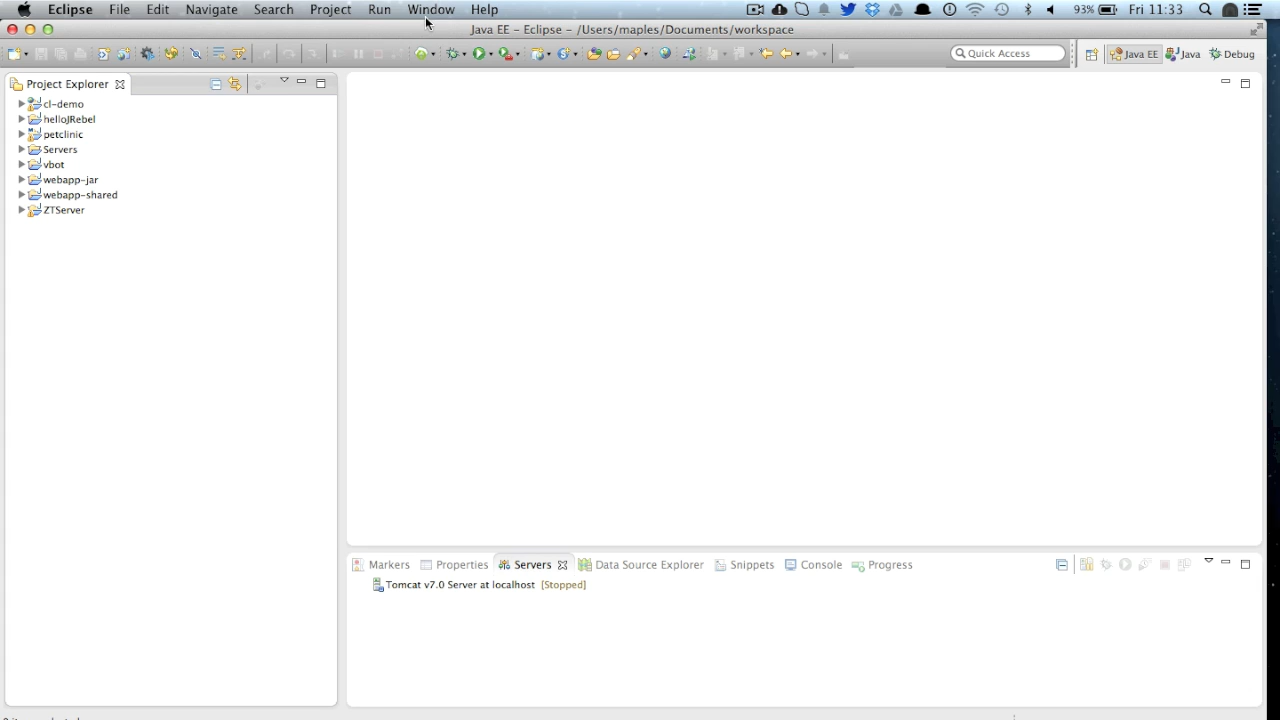 Eclipse File Edit Navigate Search Project Run Window Help 93% Fri 11:33
Java EE - Eclipse - /Users/maples/Documents/workspace
Quick Access Java EE Java Debug
Project Explorer
cl-demo
helloJRebel
petclinic
Servers
vbot
webapp-jar
webapp-shared
ZTServer
Markers Properties Servers Data Source Explorer Snippets Console Progress
Tomcat v7.0 Server at localhost [Stopped]